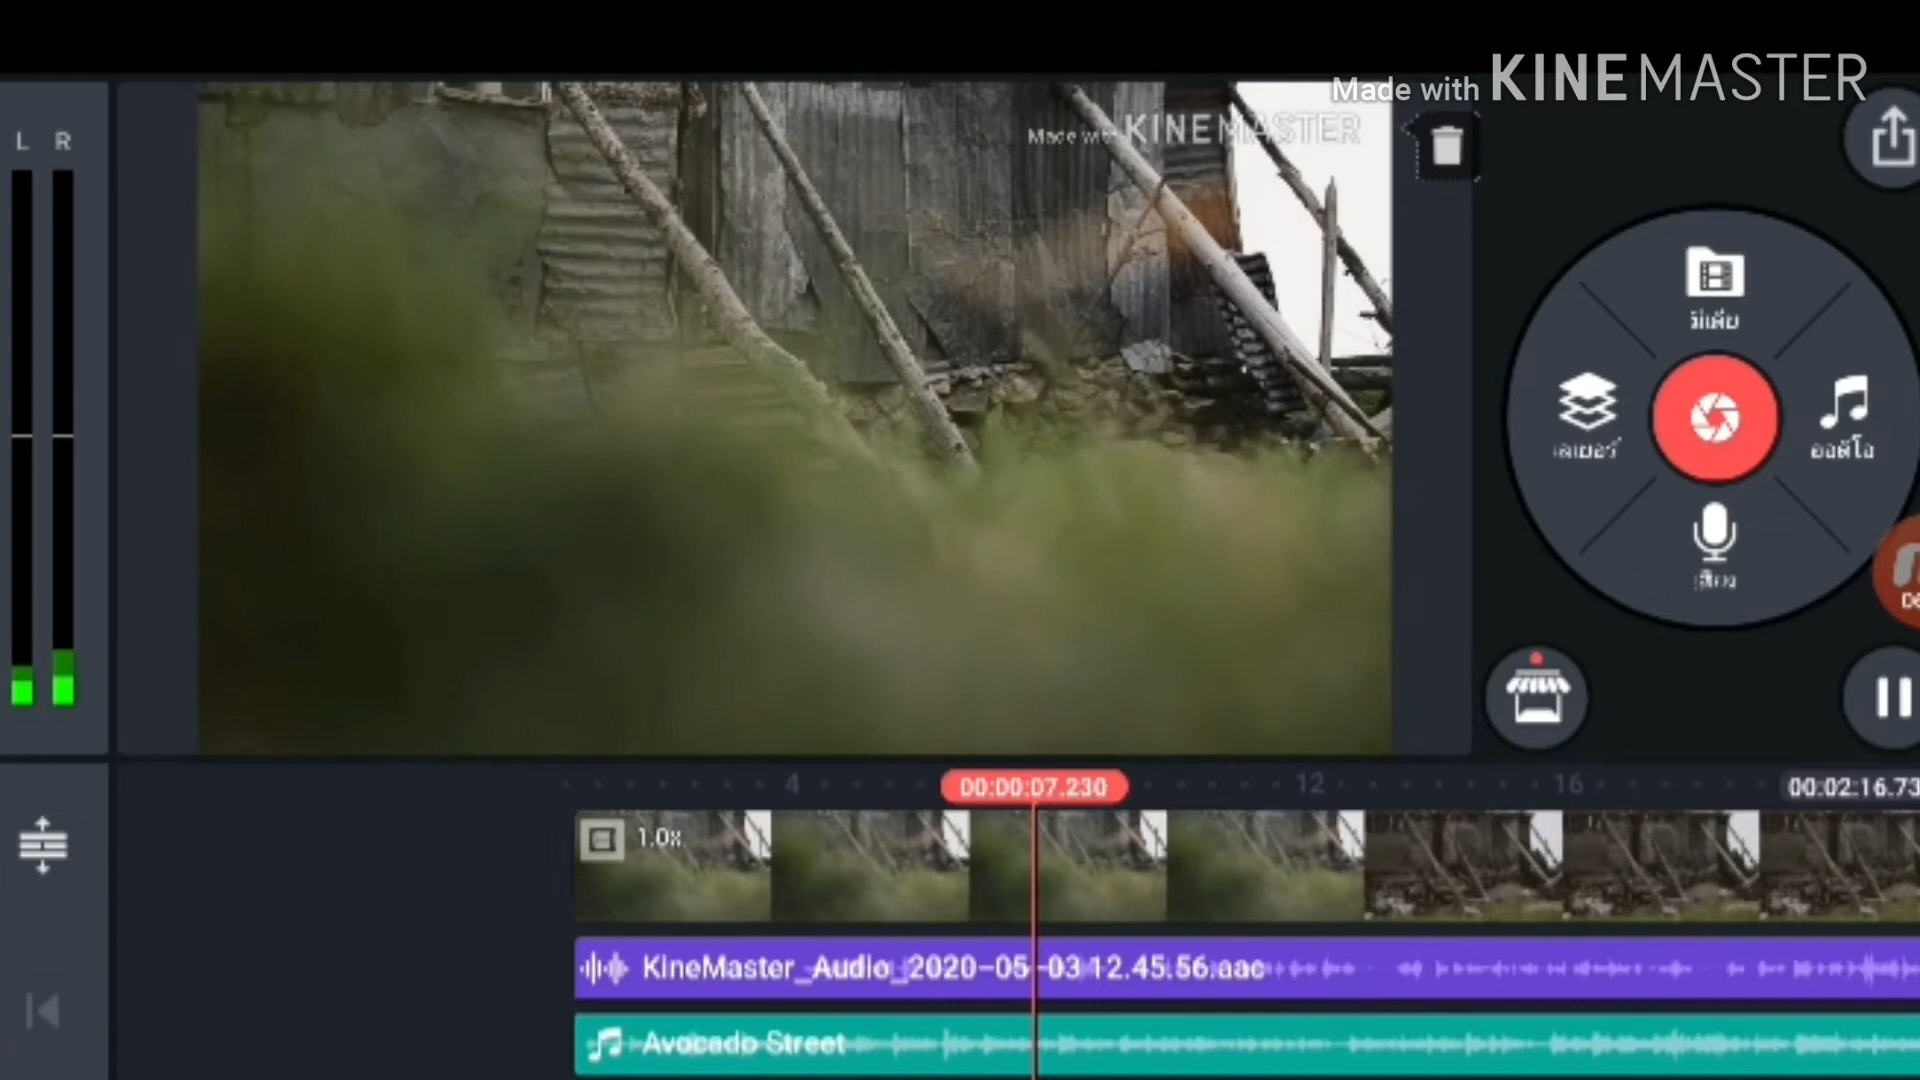 Made with KINEMASTER
Made with KINEMASTER
L R
มีเดีย
เลเยอร์
ออดิโอ
เสียง
4
00:00:07.230
12
16
00:02:16.73
1.0x
KineMaster_Audio_2020-05-03 12.45.56.aac
Avocado Street